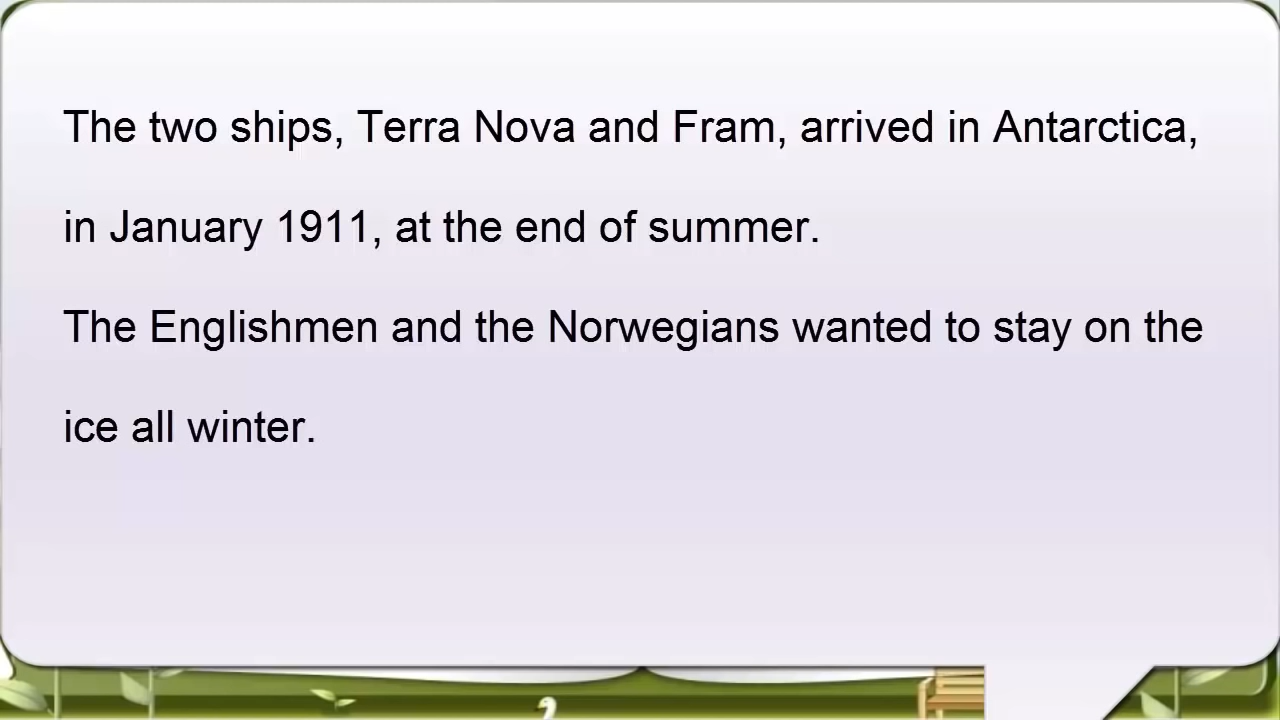 The two ships, Terra Nova and Fram, arrived in Antarctica,
in January 1911, at the end of summer.
The Englishmen and the Norwegians wanted to stay on the
ice all winter.